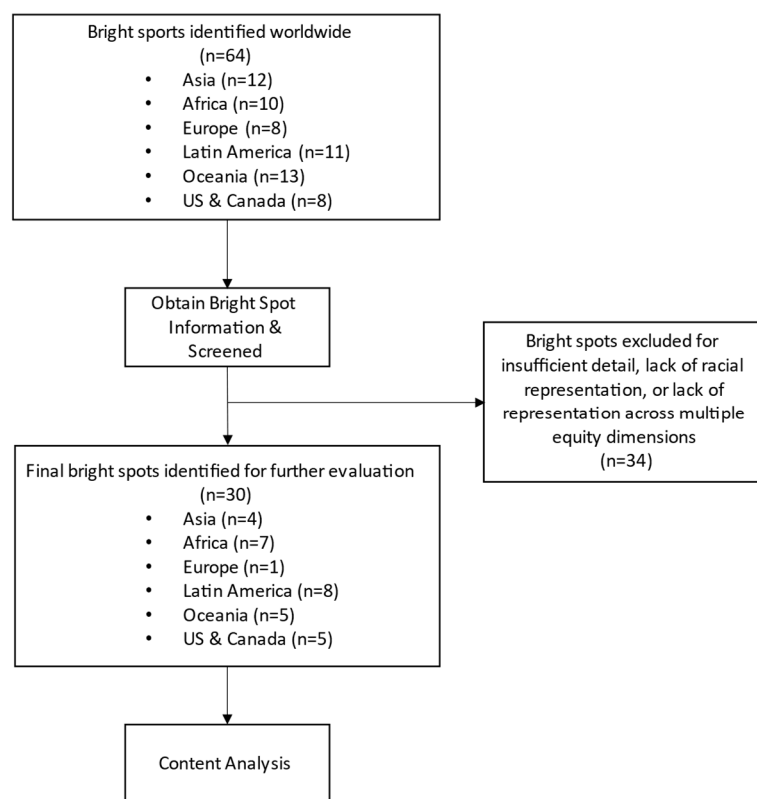 Bright sports identified worldwide
(n=64)
• Asia (n=12)
• Africa (n=10)
• Europe (n=8)
• Latin America (n=11)
• Oceania (n=13)
• US & Canada (n=8)
Obtain Bright Spot
Information &
Screened
Bright spots excluded for
insufficient detail, lack of racial
representation, or lack of
representation across multiple
equity dimensions
(n=34)
Final bright spots identified for further evaluation
(n=30)
• Asia (n=4)
• Africa (n=7)
• Europe (n=1)
• Latin America (n=8)
• Oceania (n=5)
• US & Canada (n=5)
Content Analysis